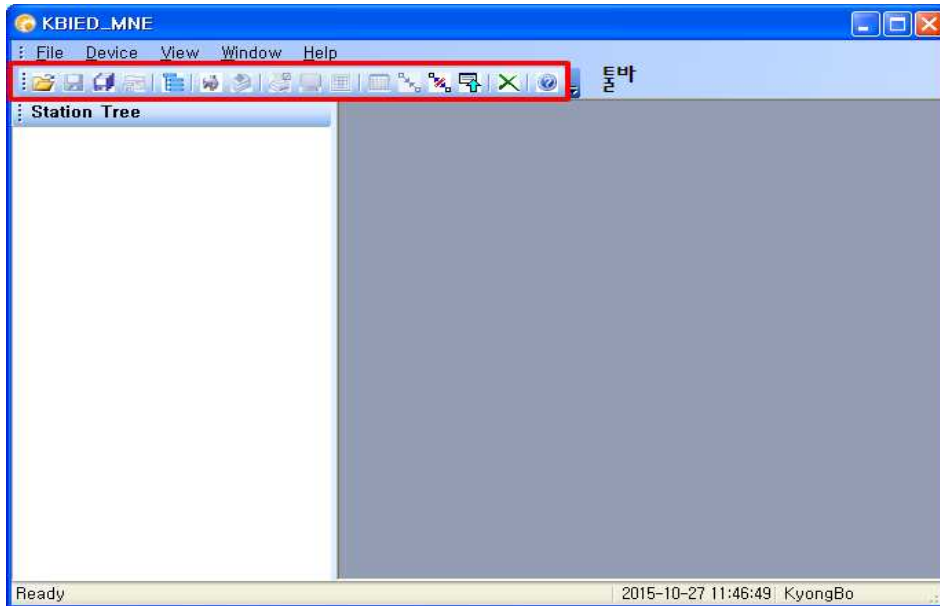 KBIED_MNE
File Device View Window Help
툴바
Station Tree
Ready 2015-10-27 11:46:49 KyongBo